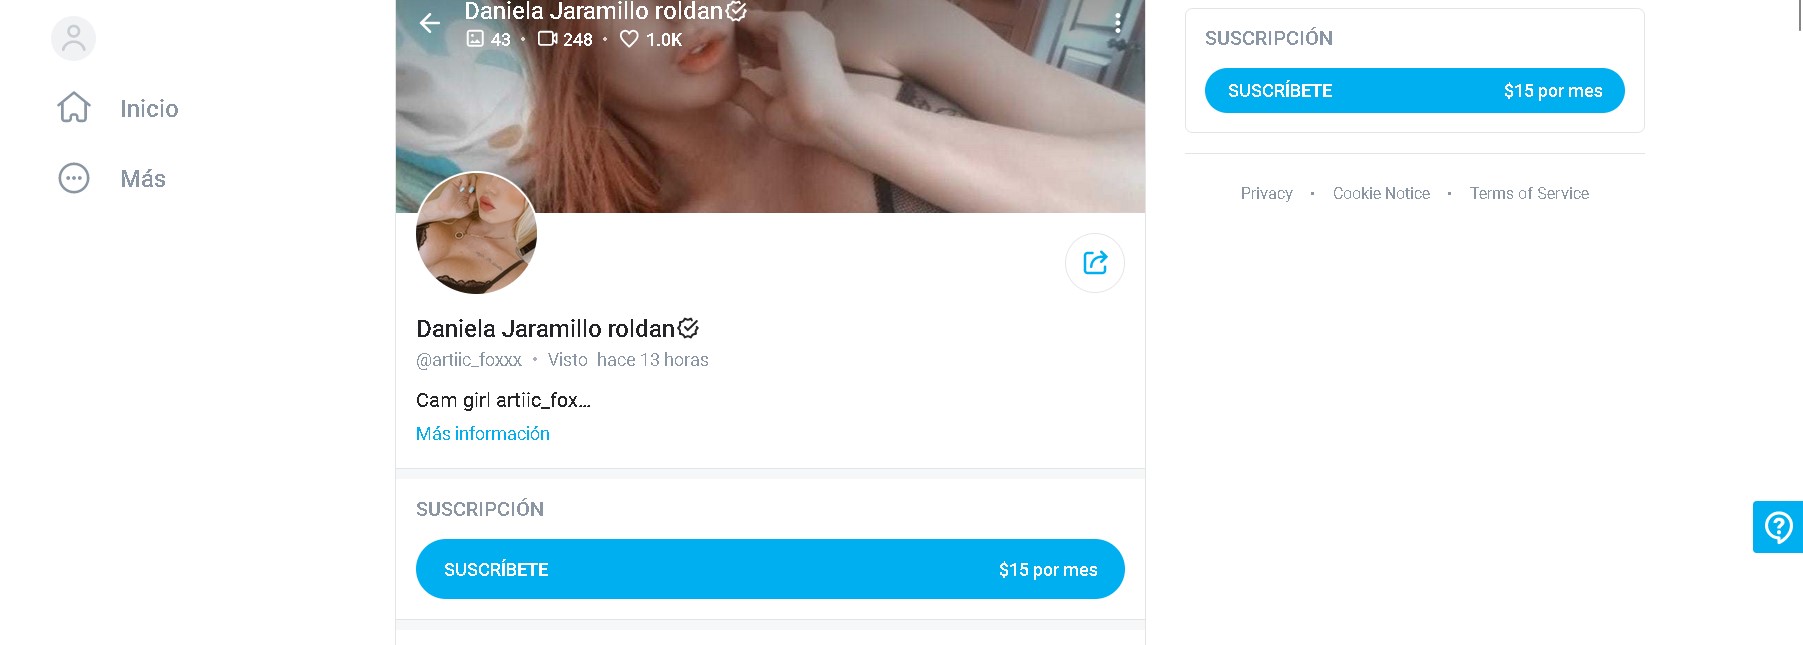 Inicio
Más
Daniela Jaramillo roldan
43 • 248 • 1.0K
Daniela Jaramillo roldan
@artiic_foxxx • Visto hace 13 horas
Cam girl artiic_fox...
Más información
SUSCRIPCIÓN
SUSCRÍBETE $15 por mes
SUSCRIPCIÓN
SUSCRÍBETE $15 por mes
Privacy • Cookie Notice • Terms of Service